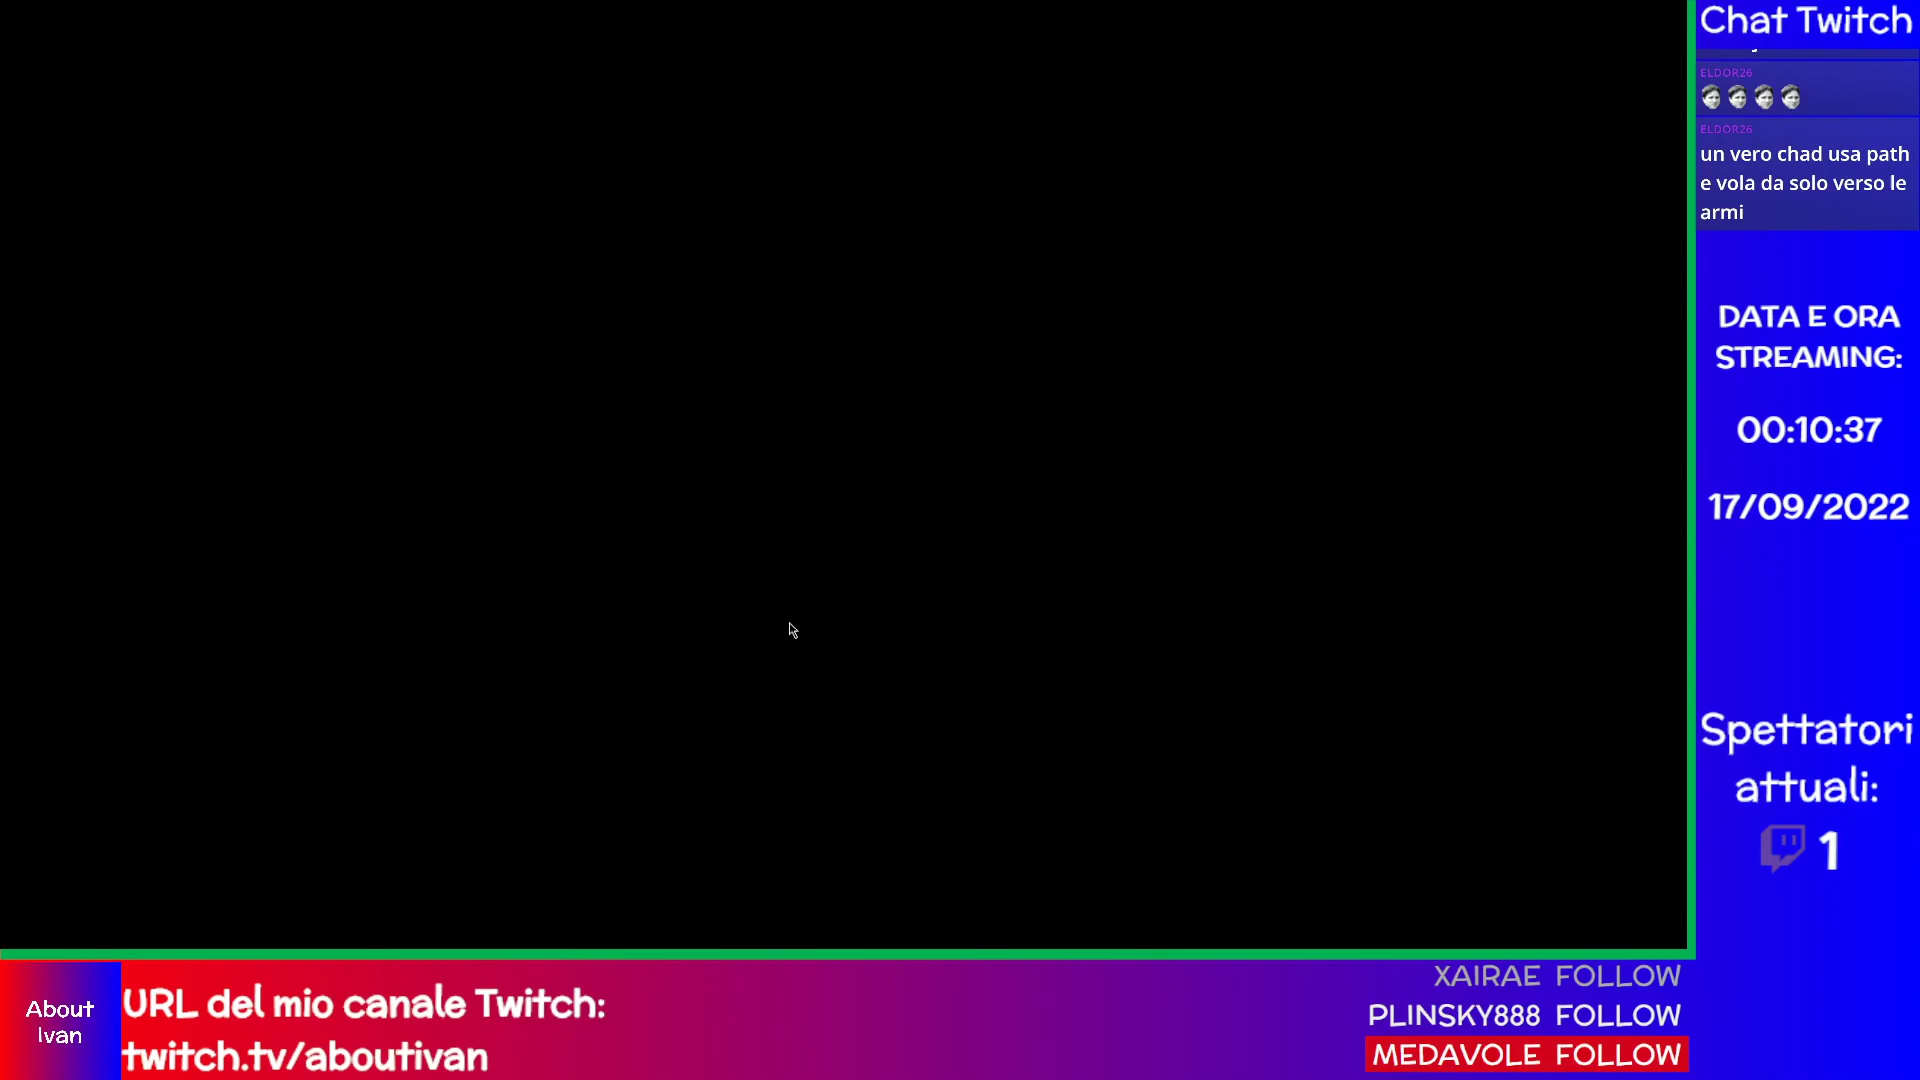 Chat Twitch
ELDOR26
ELDOR26
un vero chad usa path
e vola da solo verso le
armi
DATA E ORA
STREAMING:
00:10:37
17/09/2022
Spettatori
attuali:
1
About
Ivan
URL del mio canale Twitch:
twitch.tv/aboutivan
XAIRAE FOLLOW
PLINSKY888 FOLLOW
MEDAVOLE FOLLOW